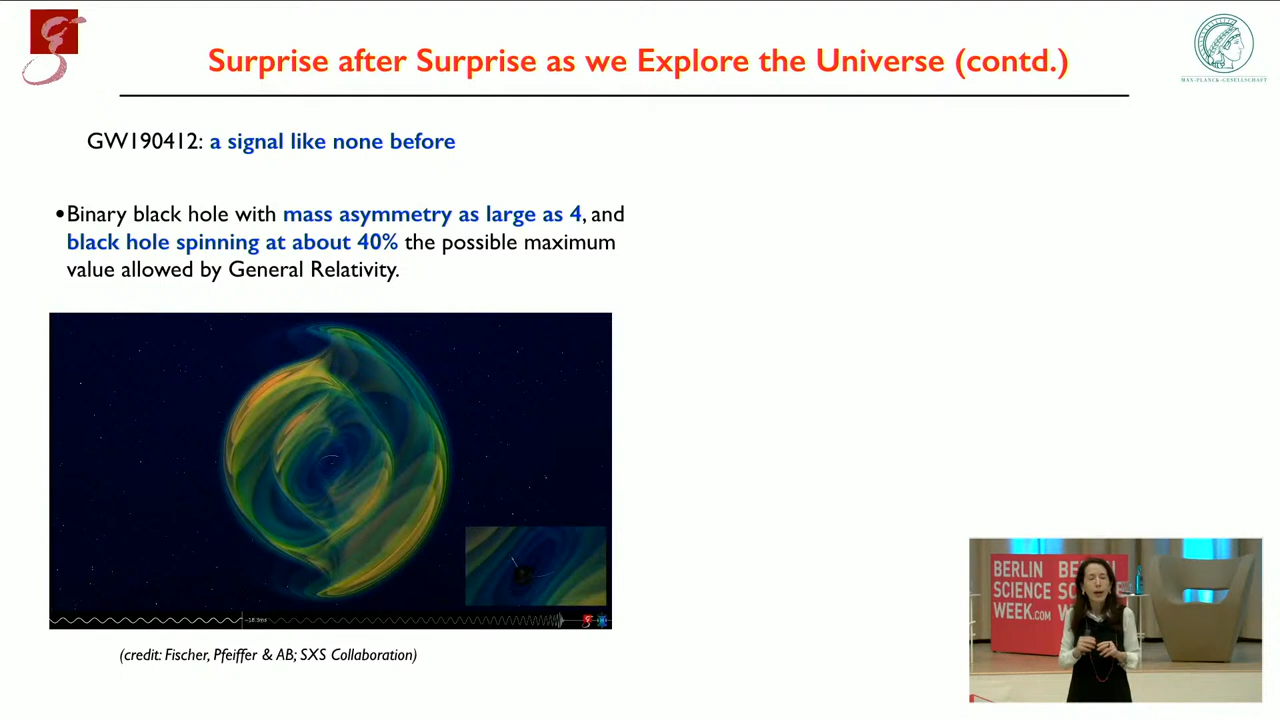 Surprise after Surprise as we Explore the Universe (contd.)
MAX-PLANCK-GESELLSCHAFT
GW190412: a signal like none before
•Binary black hole with mass asymmetry as large as 4, and
black hole spinning at about 40% the possible maximum
value allowed by General Relativity.
(credit: Fischer, Pfeiffer & AB; SXS Collaboration)
BERLIN
SCIENCE
WEEK.COM
BE
SC
WE